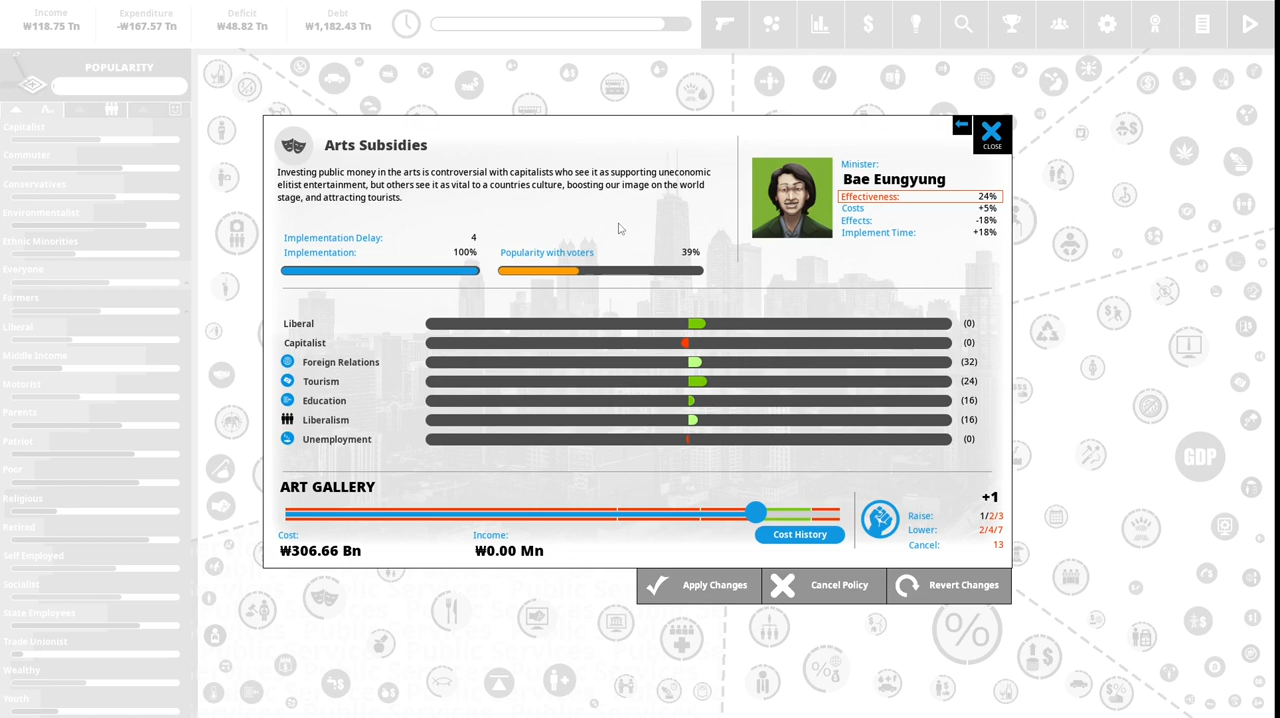 Income
₩118.75 Tn
Expenditure
-₩167.57 Tn
Deficit
₩48.82 Tn
Debt
₩1,182.43 Tn
POPULARITY
Capitalist
Commuter
Conservatives
Environmentalist
Ethnic Minorities
Everyone
Farmers
Liberal
Middle Income
Motorist
Parents
Patriot
Poor
Religious
Retired
Self Employed
Socialist
State Employees
Trade Unionist
Wealthy
Youth
Arts Subsidies
Investing public money in the arts is controversial with capitalists who see it as supporting uneconomic
elitist entertainment, but others see it as vital to a countries culture, boosting our image on the world
stage, and attracting tourists.
Implementation Delay: 4
Implementation: 100%
Popularity with voters 39%
CLOSE
Minister:
Bae Eungyung
Effectiveness: 24%
Costs +5%
Effects: -18%
Implement Time: +18%
Liberal (0)
Capitalist (0)
Foreign Relations (32)
Tourism (24)
Education (16)
Liberalism (16)
Unemployment (0)
ART GALLERY
Cost:
₩306.66 Bn
Income:
₩0.00 Mn
Cost History
+1
Raise: 1/2/3
Lower: 2/4/7
Cancel: 13
Apply Changes
Cancel Policy
Revert Changes
GDP
Public Services